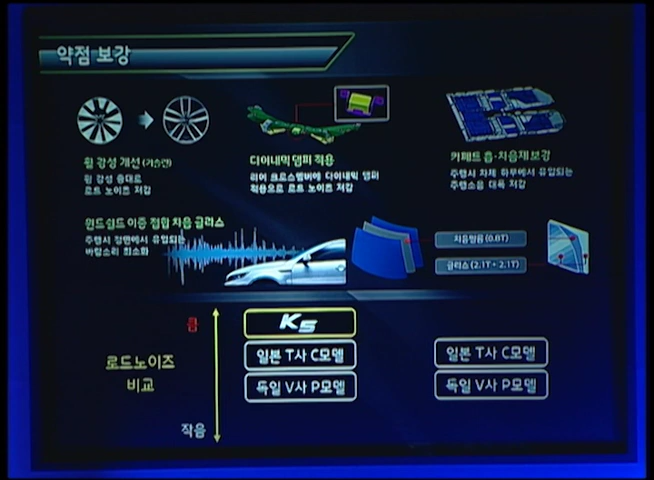 약점 보강
휠 강성 개선 (가솔린)
휠 강성 증대로
로드 노이즈 저감
다이내믹 댐퍼 적용
리어 크로스멤버에 다이내믹 댐퍼
적용으로 로드 노이즈 저감
카페트 흡·차음재 보강
주행시 차체 하부에서 유입되는
주행소음 대폭 저감
윈드쉴드 이중 접합 차음 글라스
주행시 정면에서 유입되는
바람소리 최소화
차음필름 (0.8T)
글라스 (2.1T + 2.1T)
큼
K5
일본 T사 C모델
일본 T사 C모델
로드노이즈
비교
독일 V사 P모델
독일 V사 P모델
작음